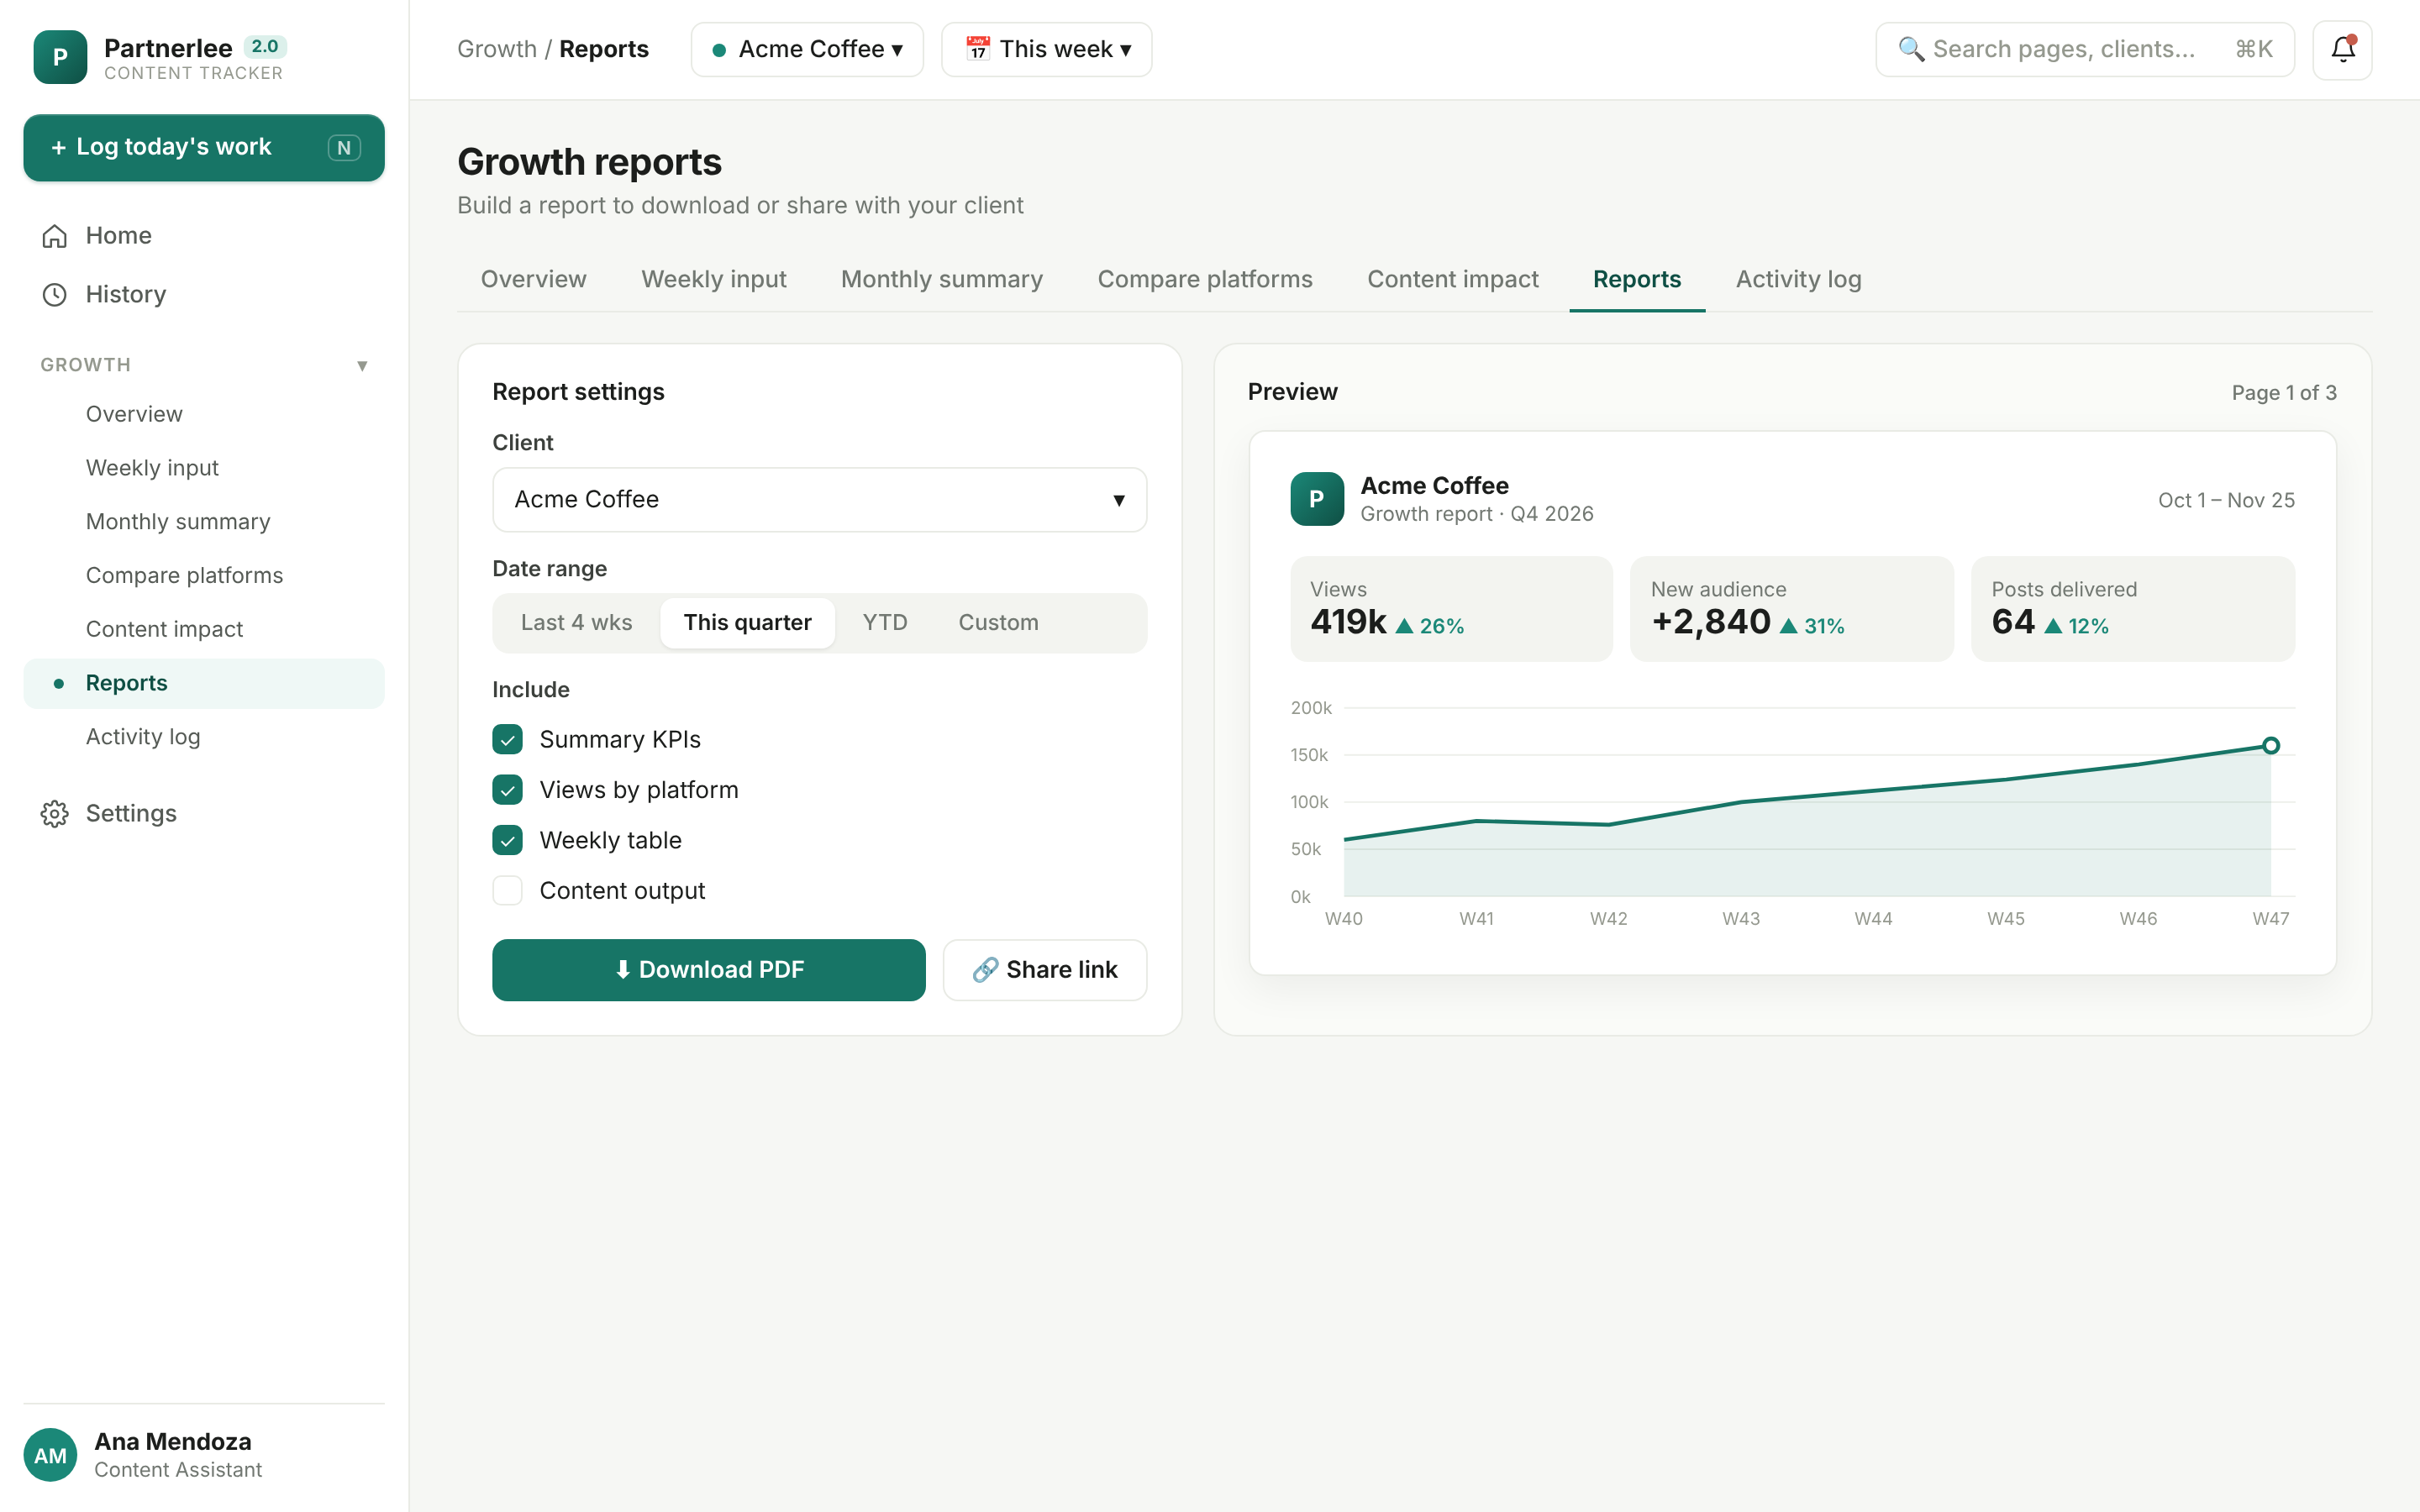 P
Partnerlee 2.0
CONTENT TRACKER
+ Log today's work N
Home
History
GROWTH ▼
Overview
Weekly input
Monthly summary
Compare platforms
Content impact
Reports
Activity log
Settings
AM
Ana Mendoza
Content Assistant
Growth / Reports
Acme Coffee ▾
📅 This week ▾
🔍 Search pages, clients... ⌘K
Growth reports
Build a report to download or share with your client
Overview Weekly input Monthly summary Compare platforms Content impact Reports Activity log
Report settings
Client
Acme Coffee ▾
Date range
Last 4 wks This quarter YTD Custom
Include
Summary KPIs
Views by platform
Weekly table
Content output
⬇ Download PDF
🔗 Share link
Preview
Page 1 of 3
P
Acme Coffee
Growth report · Q4 2026
Oct 1 – Nov 25
Views
419k ▲ 26%
New audience
+2,840 ▲ 31%
Posts delivered
64 ▲ 12%
200k
150k
100k
50k
0k
W40 W41 W42 W43 W44 W45 W46 W47